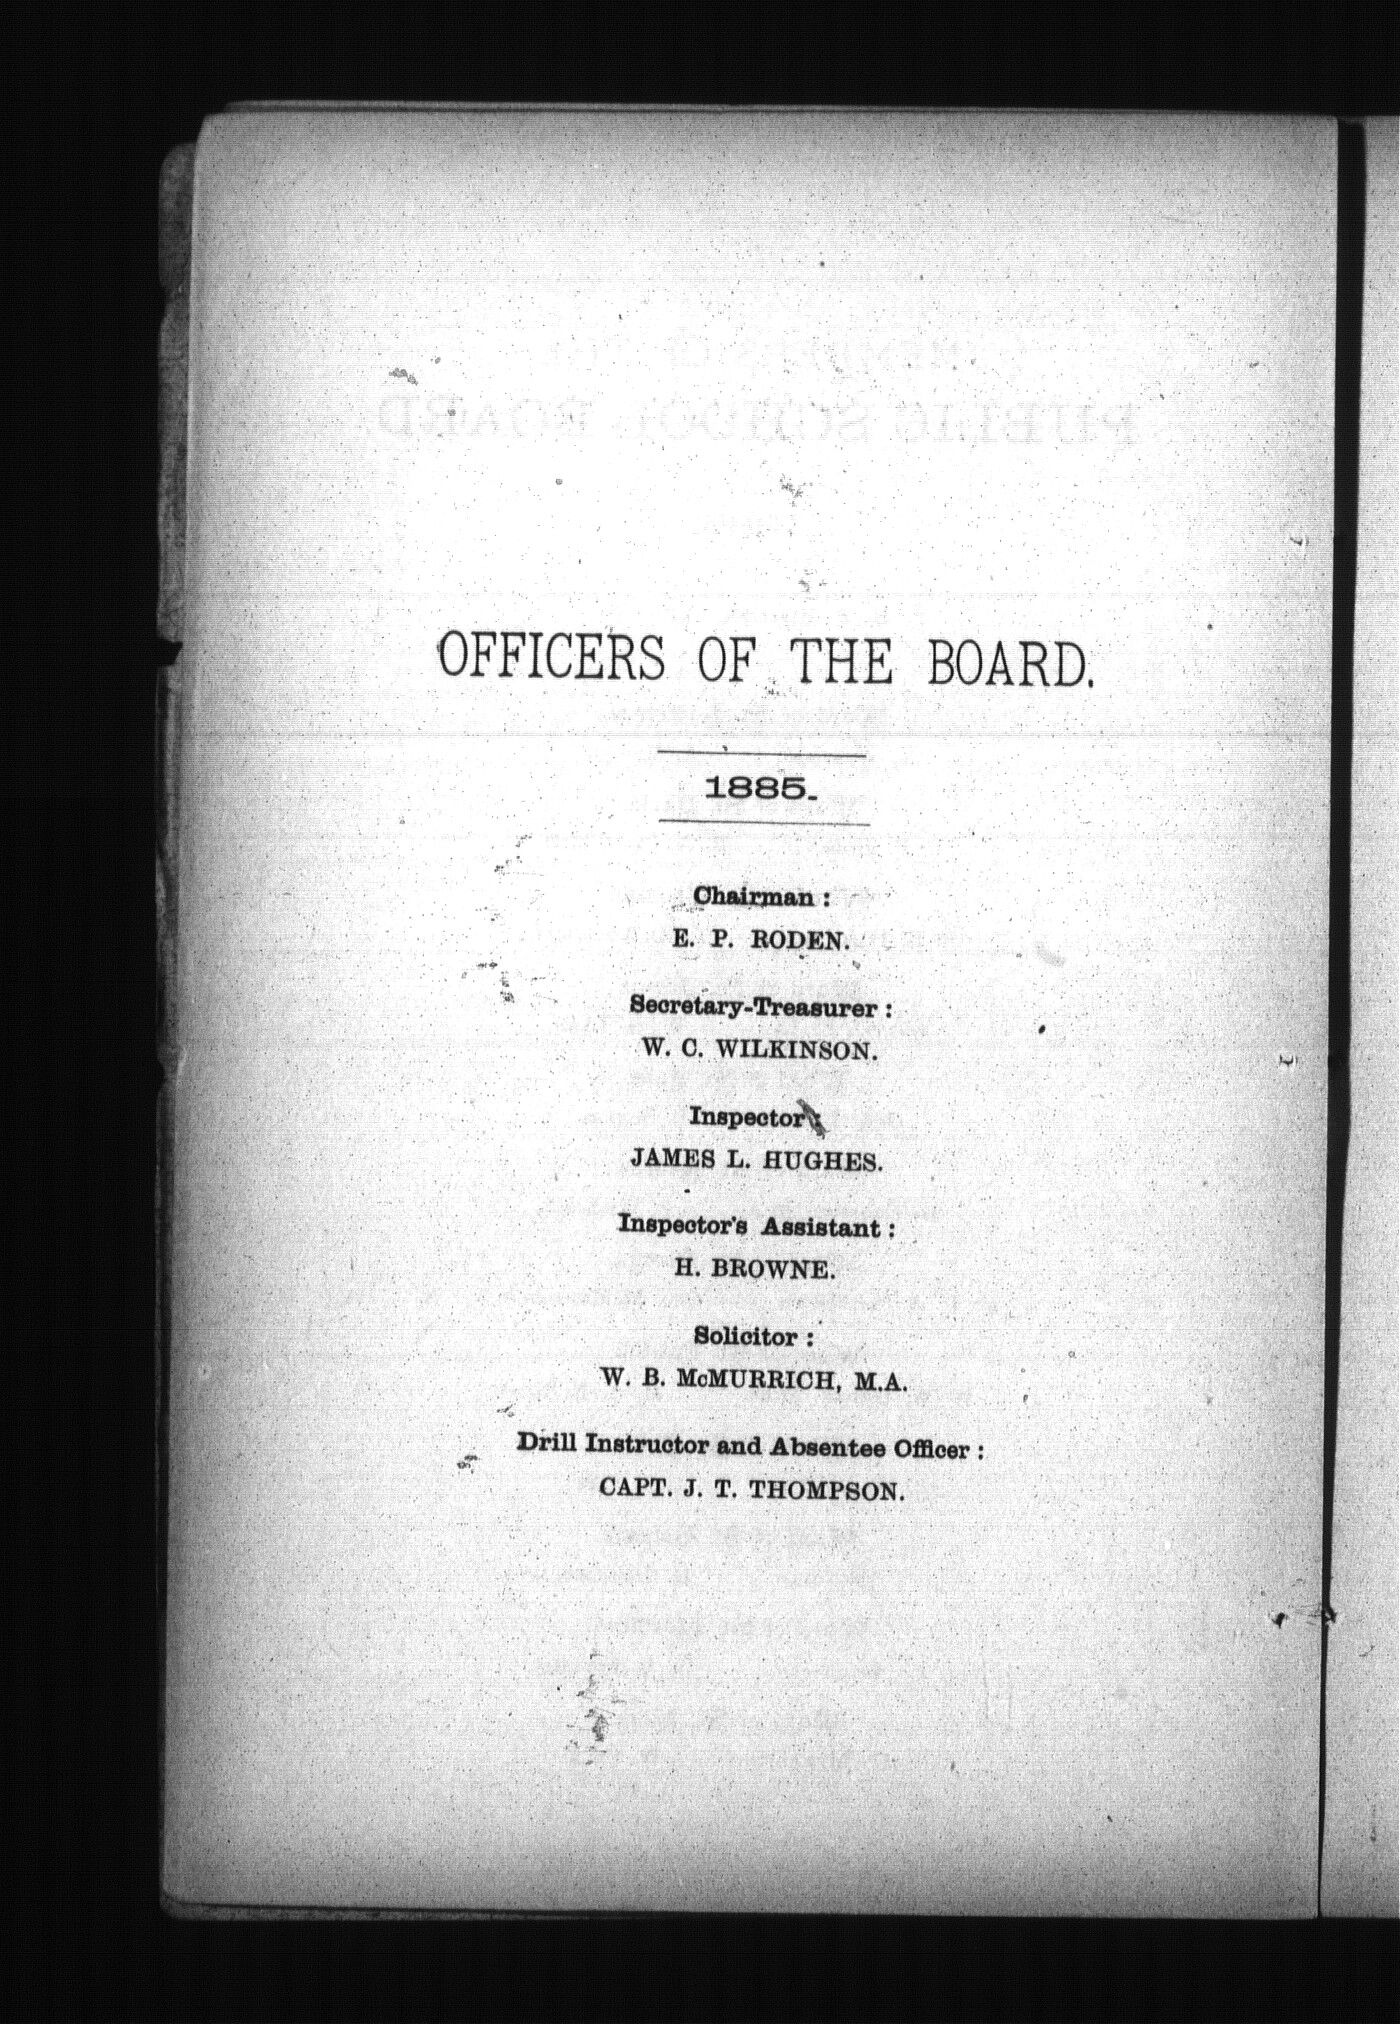 OFFICERS OF THE BOARD.
1885.
Chairman :
E. P. RODEN.
Secretary-Treasurer :
W. C. WILKINSON.
Inspector :
JAMES L. HUGHES.
Inspector's Assistant :
H. BROWNE.
Solicitor :
W. B. McMURRICH, M.A.
Drill Instructor and Absentee Officer :
CAPT. J. T. THOMPSON.